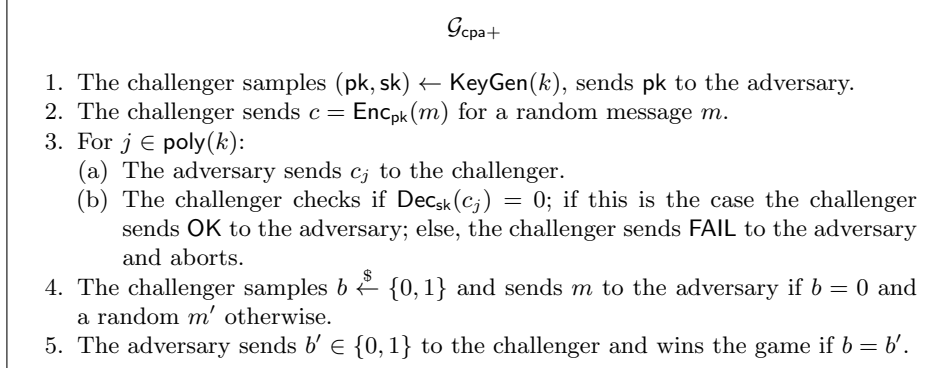 𝒢cpa+
1. The challenger samples (pk, sk) ← KeyGen(k), sends pk to the adversary.
2. The challenger sends c = Encpk(m) for a random message m.
3. For j ∈ poly(k):
(a) The adversary sends cj to the challenger.
(b) The challenger checks if Decsk(cj) = 0; if this is the case the challenger
sends OK to the adversary; else, the challenger sends FAIL to the adversary
and aborts.
4. The challenger samples b $← {0, 1} and sends m to the adversary if b = 0 and
a random m′ otherwise.
5. The adversary sends b′ ∈ {0, 1} to the challenger and wins the game if b = b′.